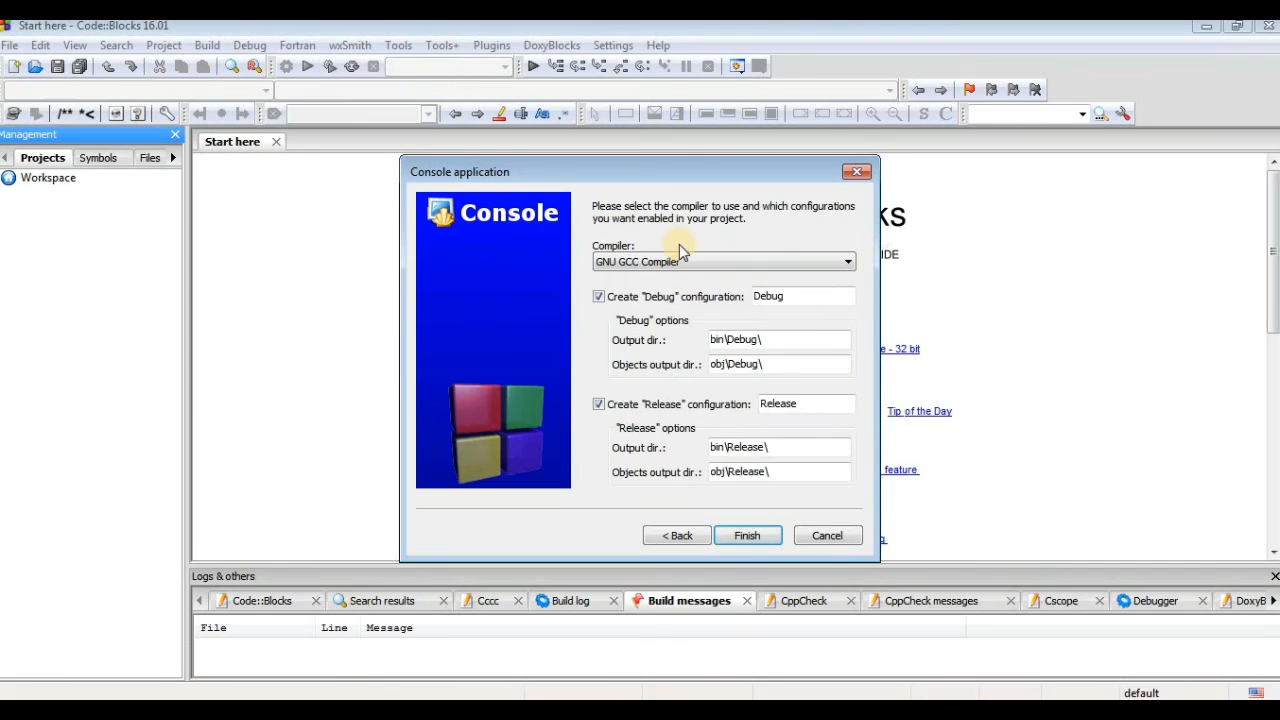 Start here - Code::Blocks 16.01
File Edit View Search Project Build Debug Fortran wxSmith Tools Tools+ Plugins DoxyBlocks Settings Help
/** *<
S C
Management
Projects Symbols Files
Workspace
Start here
Console application
Console
Please select the compiler to use and which configurations
you want enabled in your project.
Compiler:
GNU GCC Compiler
Create "Debug" configuration: Debug
"Debug" options
Output dir.: bin\Debug\
Objects output dir.: obj\Debug\
Create "Release" configuration: Release
"Release" options
Output dir.: bin\Release\
Objects output dir.: obj\Release\
< Back Finish Cancel
ks
IDE
e - 32 bit
Tip of the Day
feature
Logs & others
Code::Blocks Search results Cccc Build log Build messages CppCheck CppCheck messages Cscope Debugger DoxyB
File Line Message
default